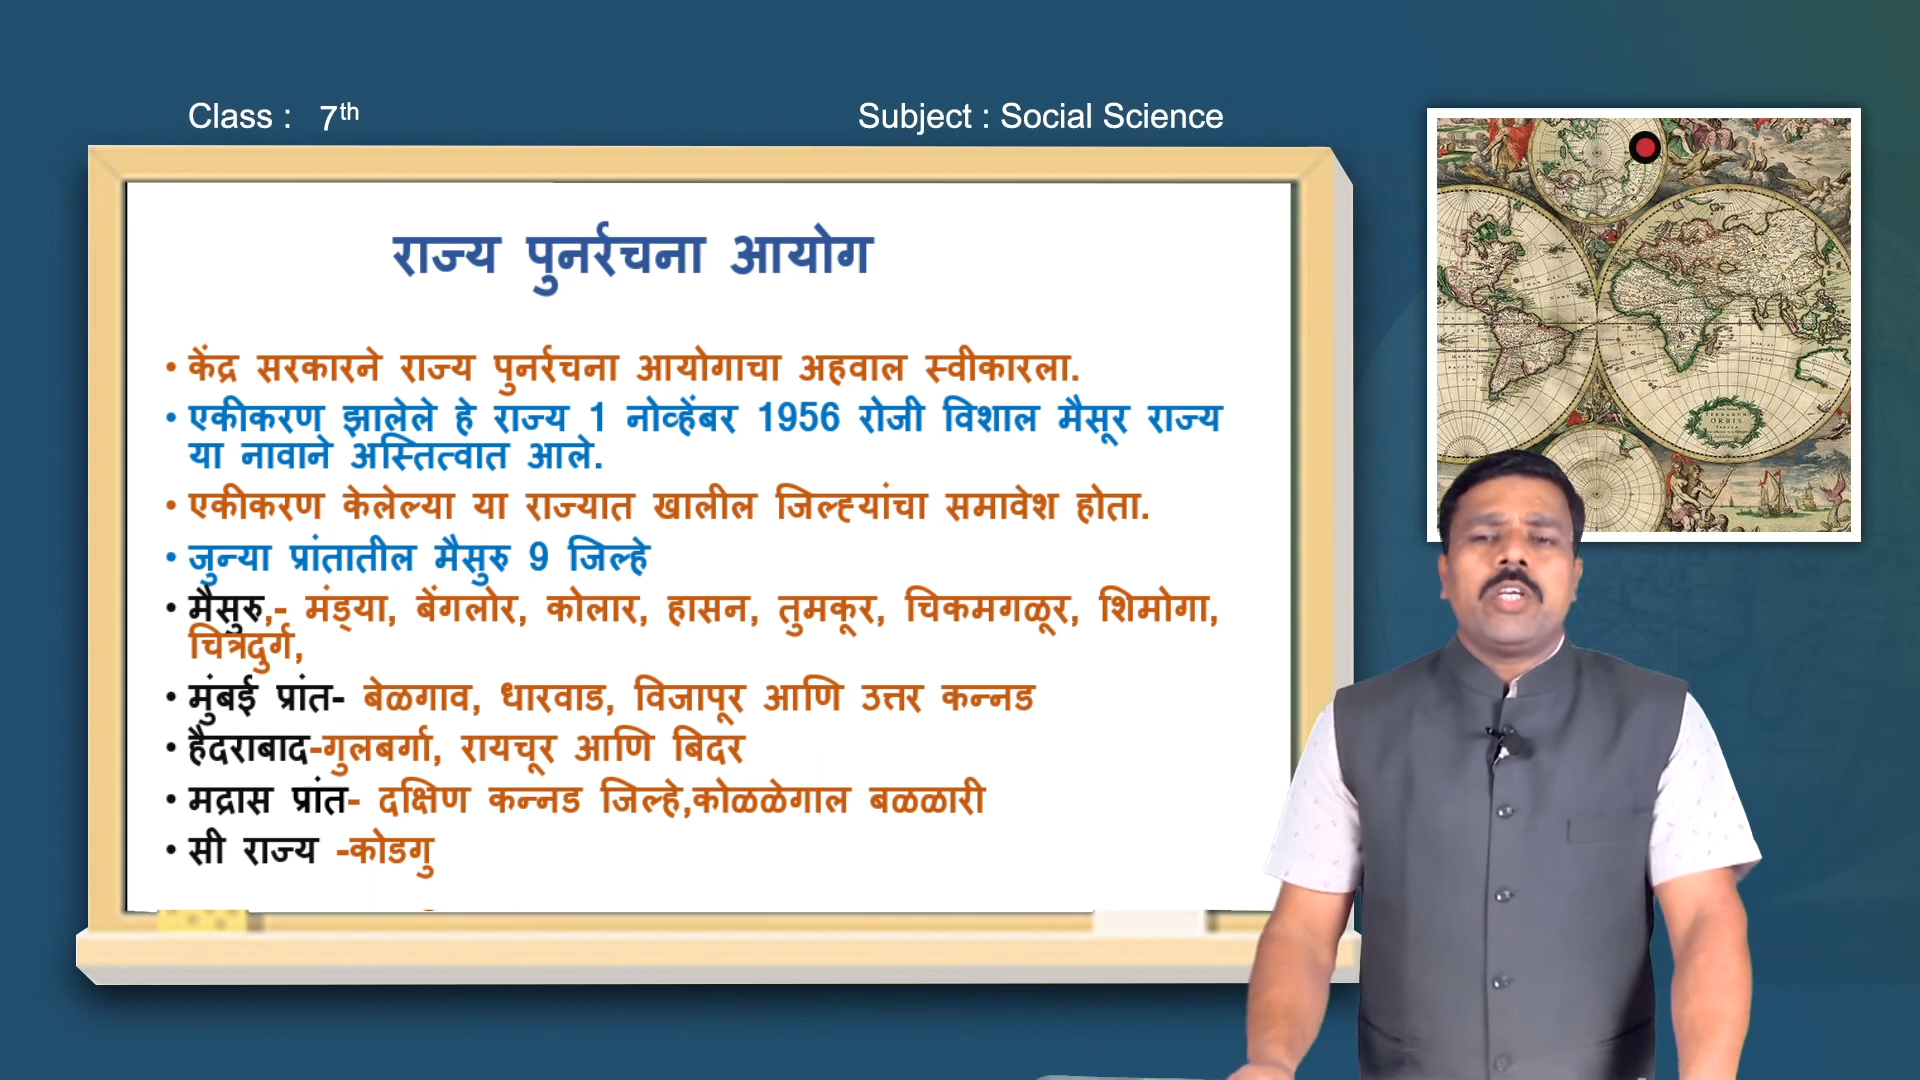 Class : 7th
Subject : Social Science
राज्य पुनर्रचना आयोग
• केंद्र सरकारने राज्य पुनर्रचना आयोगाचा अहवाल स्वीकारला.
• एकीकरण झालेले हे राज्य 1 नोव्हेंबर 1956 रोजी विशाल मैसूर राज्य
या नावाने अस्तित्वात आले.
• एकीकरण केलेल्या या राज्यात खालील जिल्ह्यांचा समावेश होता.
• जुन्या प्रांतातील मैसुरु 9 जिल्हे
• मैसुरु,- मंड्या, बेंगलोर, कोलार, हासन, तुमकूर, चिकमगळूर, शिमोगा,
चित्रदुर्ग,
• मुंबई प्रांत- बेळगाव, धारवाड, विजापूर आणि उत्तर कन्नड
• हैदराबाद-गुलबर्गा, रायचूर आणि बिदर
• मद्रास प्रांत- दक्षिण कन्नड जिल्हे,कोळळेगाल बळळारी
• सी राज्य -कोडगु